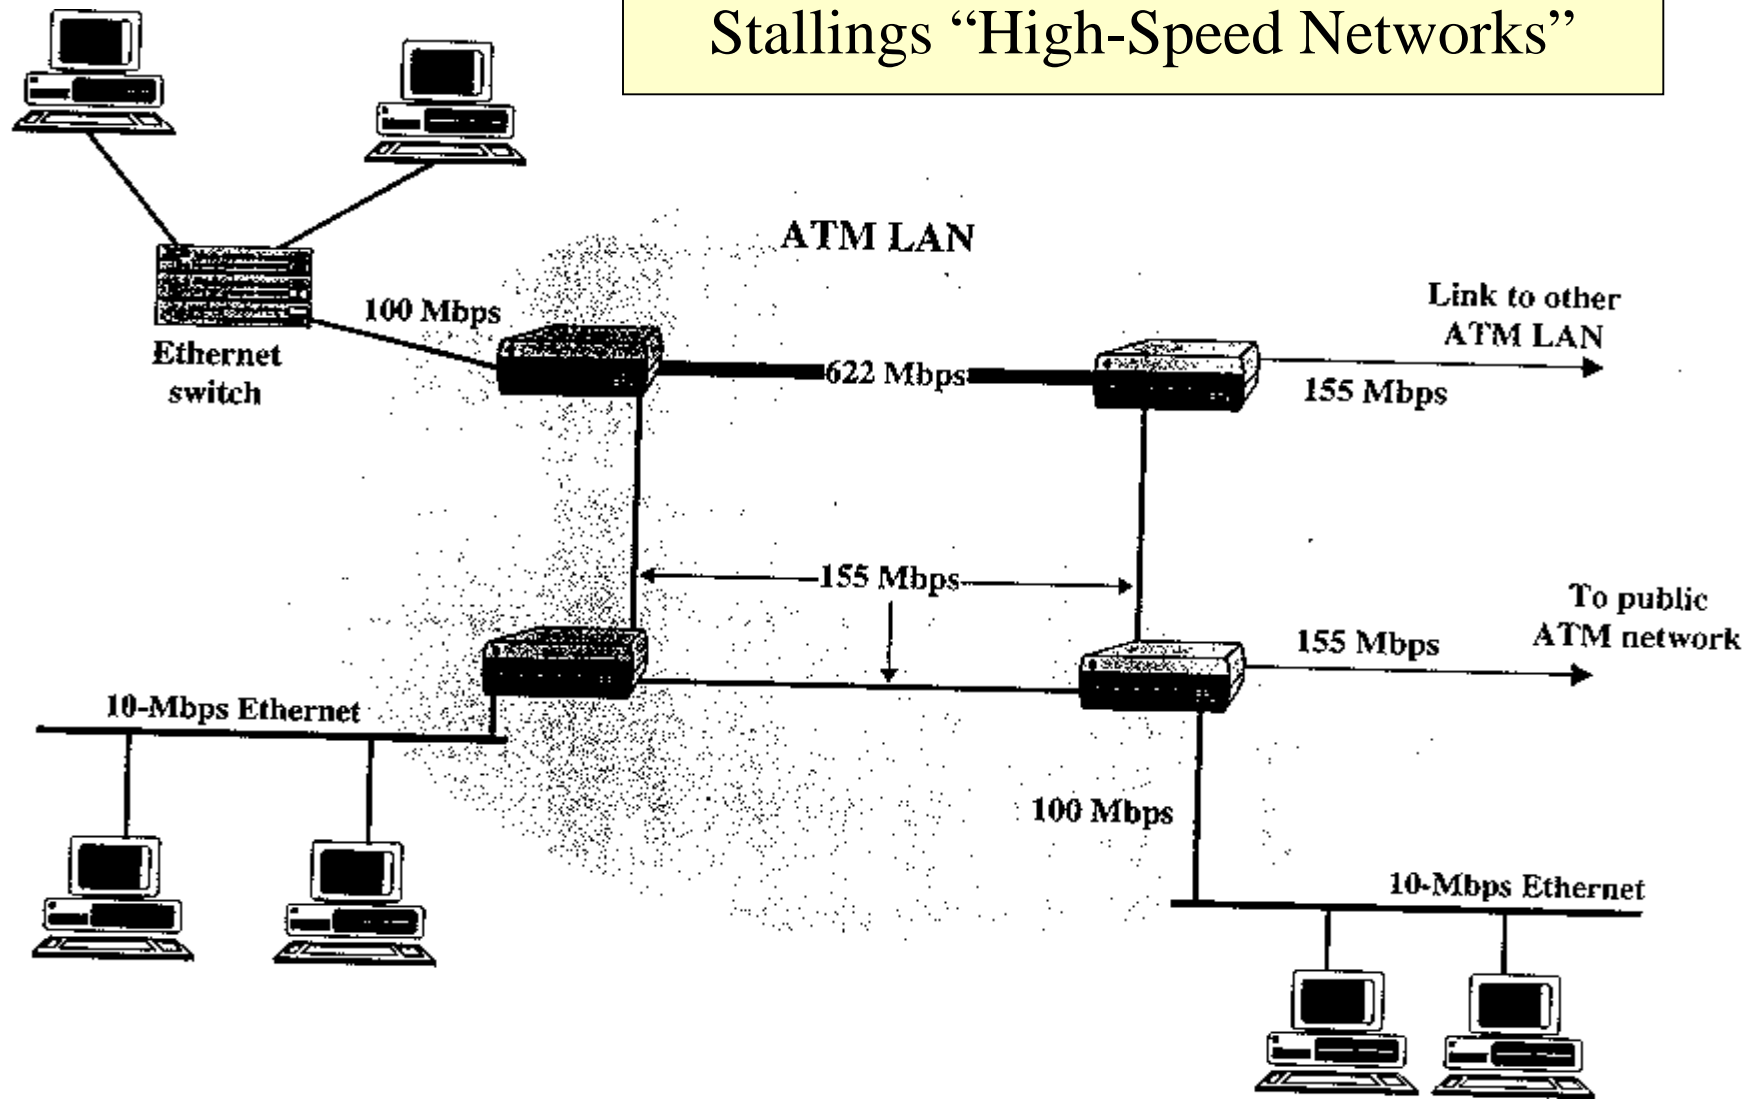 Stallings “High-Speed Networks”
ATM LAN
Link to other
ATM LAN
100 Mbps
622 Mbps
155 Mbps
Ethernet
switch
155 Mbps
To public
ATM network
155 Mbps
10-Mbps Ethernet
100 Mbps
10-Mbps Ethernet